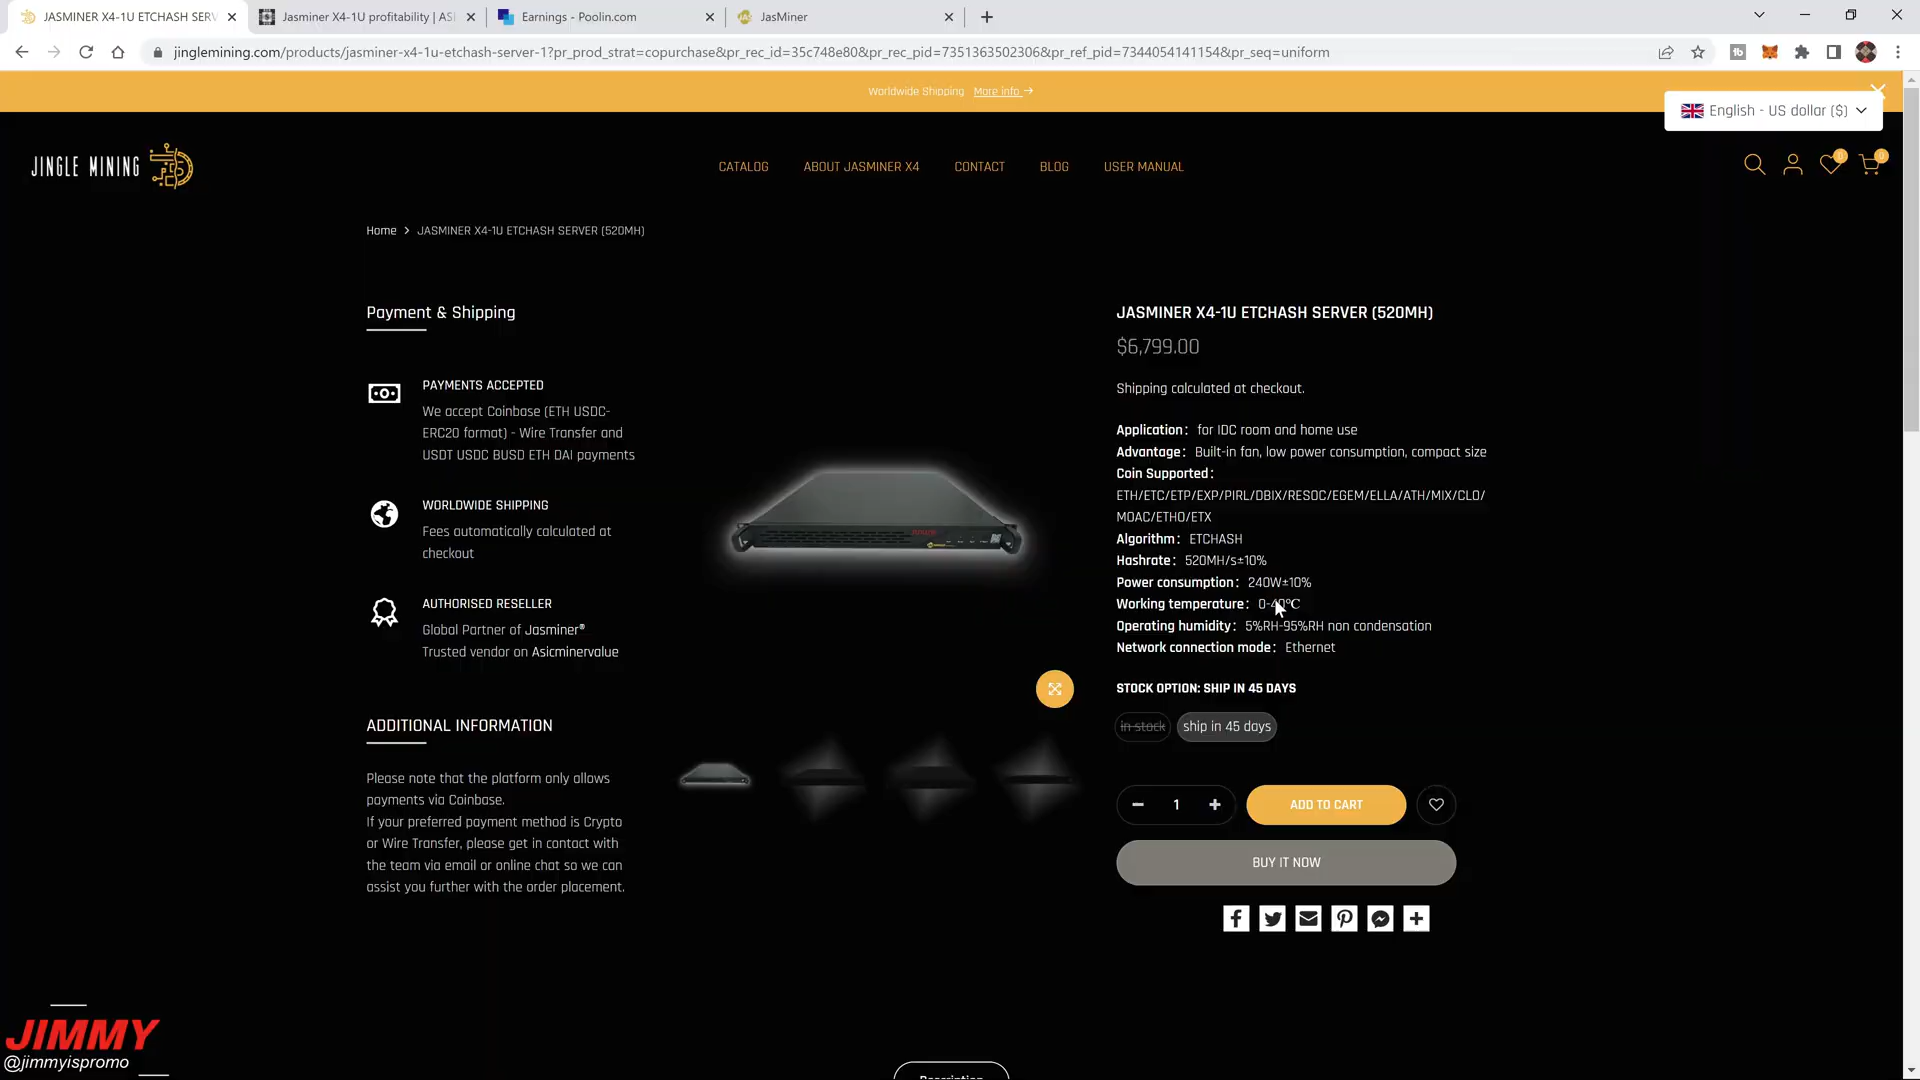 JASMINER X4-1U ETCHASH SERV
Jasminer X4-1U profitability | AS
Earnings - Poolin.com
JasMiner
jinglemining.com/products/jasminer-x4-1u-etchash-server-1?pr_prod_strat=copurchase&pr_rec_id=35c748e80&pr_rec_pid=7351363502306&pr_ref_pid=7344054141154&pr_seq=uniform
Worldwide Shipping More info →
English - US dollar ($)
JINGLE MINING
CATALOG
ABOUT JASMINER X4
CONTACT
BLOG
USER MANUAL
0
0
Home > JASMINER X4-1U ETCHASH SERVER (520MH)
Payment & Shipping
PAYMENTS ACCEPTED
We accept Coinbase (ETH USDC-
ERC20 format) - Wire Transfer and
USDT USDC BUSD ETH DAI payments
WORLDWIDE SHIPPING
Fees automatically calculated at
checkout
AUTHORISED RESELLER
Global Partner of Jasminer®
Trusted vendor on Asicminervalue
ADDITIONAL INFORMATION
Please note that the platform only allows
payments via Coinbase.
If your preferred payment method is Crypto
or Wire Transfer, please get in contact with
the team via email or online chat so we can
assist you further with the order placement.
JASMINER X4-1U ETCHASH SERVER (520MH)
$6,799.00
Shipping calculated at checkout.
Application: for IDC room and home use
Advantage: Built-in fan, low power consumption, compact size
Coin Supported:
ETH/ETC/ETP/EXP/PIRL/DBIX/RESOC/EGEM/ELLA/ATH/MIX/CLO/
MOAC/ETHO/ETX
Algorithm: ETCHASH
Hashrate: 520MH/s±10%
Power consumption: 240W±10%
Working temperature: 0-40℃
Operating humidity: 5%RH-95%RH non condensation
Network connection mode: Ethernet
STOCK OPTION: SHIP IN 45 DAYS
in stock
ship in 45 days
− 1 +
ADD TO CART
BUY IT NOW
Description
JIMMY
@jimmyispromo